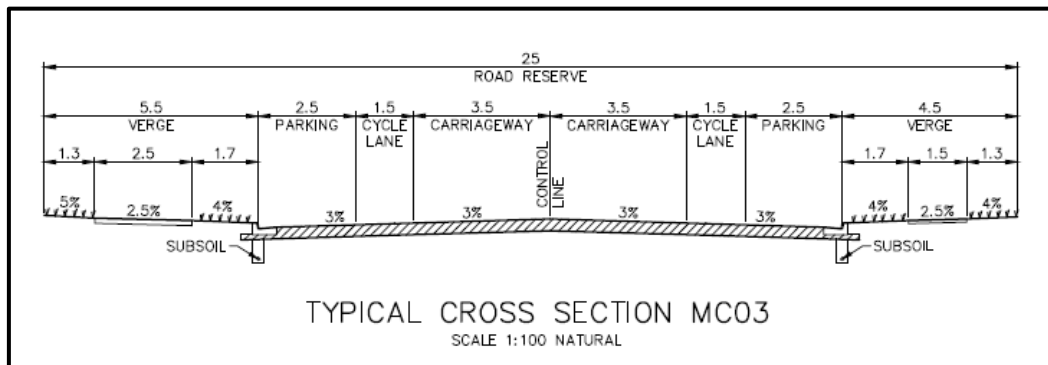 25
ROAD RESERVE
5.5 2.5 1.5 3.5 3.5 1.5 2.5 4.5
VERGE PARKING CYCLE LANE CARRIAGEWAY CARRIAGEWAY CYCLE LANE PARKING VERGE
1.3 2.5 1.7 1.7 1.5 1.3
CONTROL LINE
5% 2.5% 4% 3% 3% 3% 3% 4% 2.5% 4%
SUBSOIL SUBSOIL
TYPICAL CROSS SECTION MC03
SCALE 1:100 NATURAL